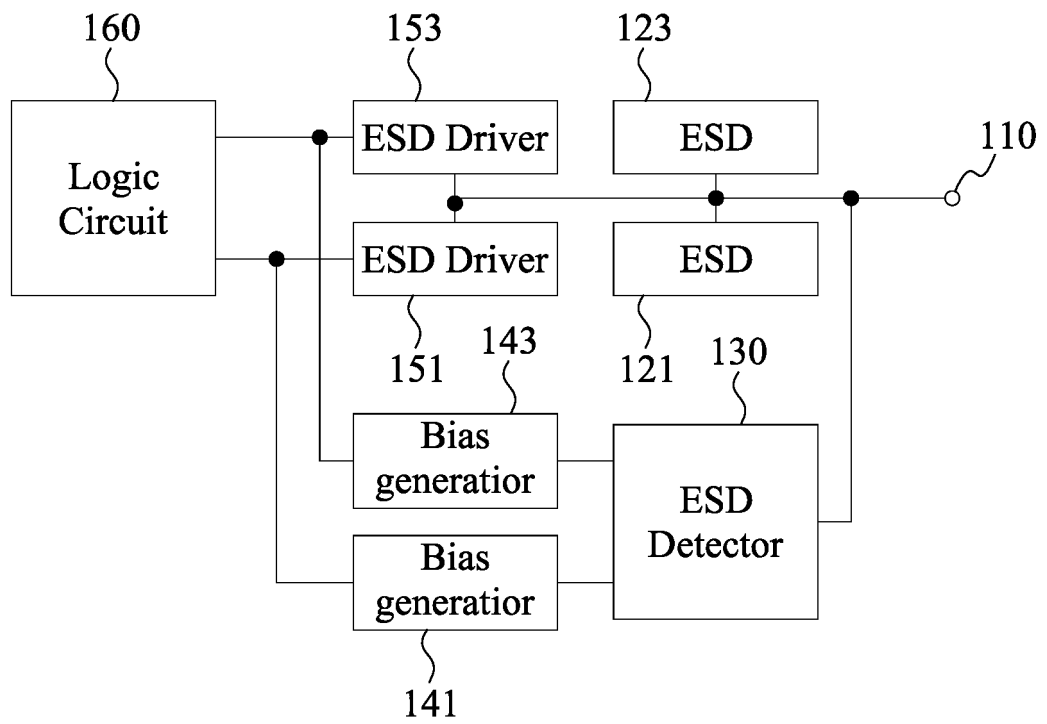 160
153
123
110
Logic
Circuit
ESD Driver
ESD
ESD Driver
ESD
151
143
121
130
Bias
generatior
ESD
Detector
Bias
generatior
141